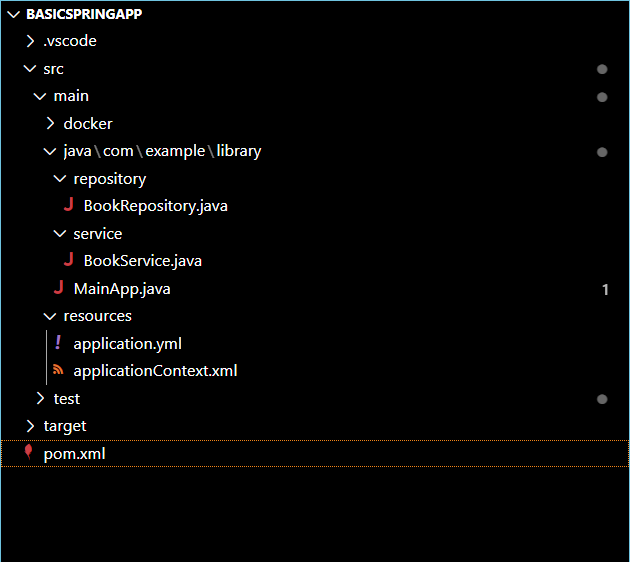 BASICSPRINGAPP
.vscode
src
main
docker
java\com\example\library
repository
BookRepository.java
service
BookService.java
MainApp.java 1
resources
application.yml
applicationContext.xml
test
target
pom.xml